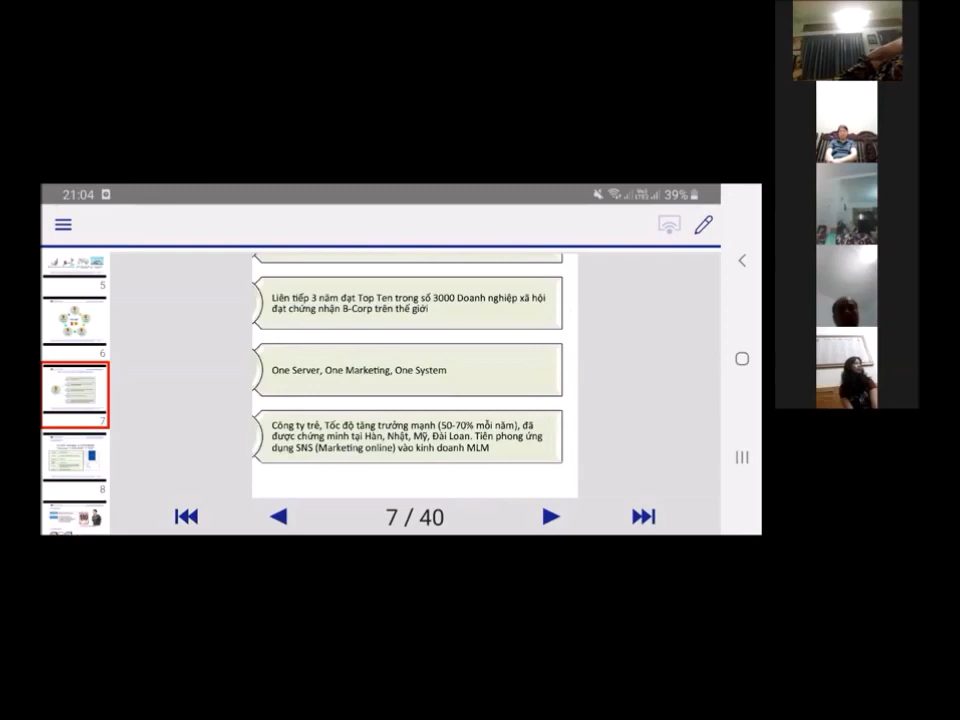 21:04
39%
5
Liên tiếp 3 năm đạt Top Ten trong số 3000 Doanh nghiệp xã hội
đạt chứng nhận B-Corp trên thế giới
6
One Server, One Marketing, One System
7
Công ty trẻ, Tốc độ tăng trưởng mạnh (50-70% mỗi năm), đã
được chứng minh tại Hàn, Nhật, Mỹ, Đài Loan. Tiên phong ứng
dụng SNS (Marketing online) vào kinh doanh MLM
8
7 / 40